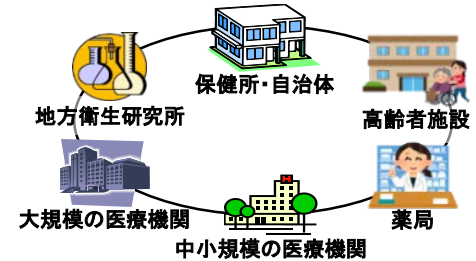 保健所・自治体
地方衛生研究所
高齢者施設
大規模の医療機関
薬局
中小規模の医療機関
H